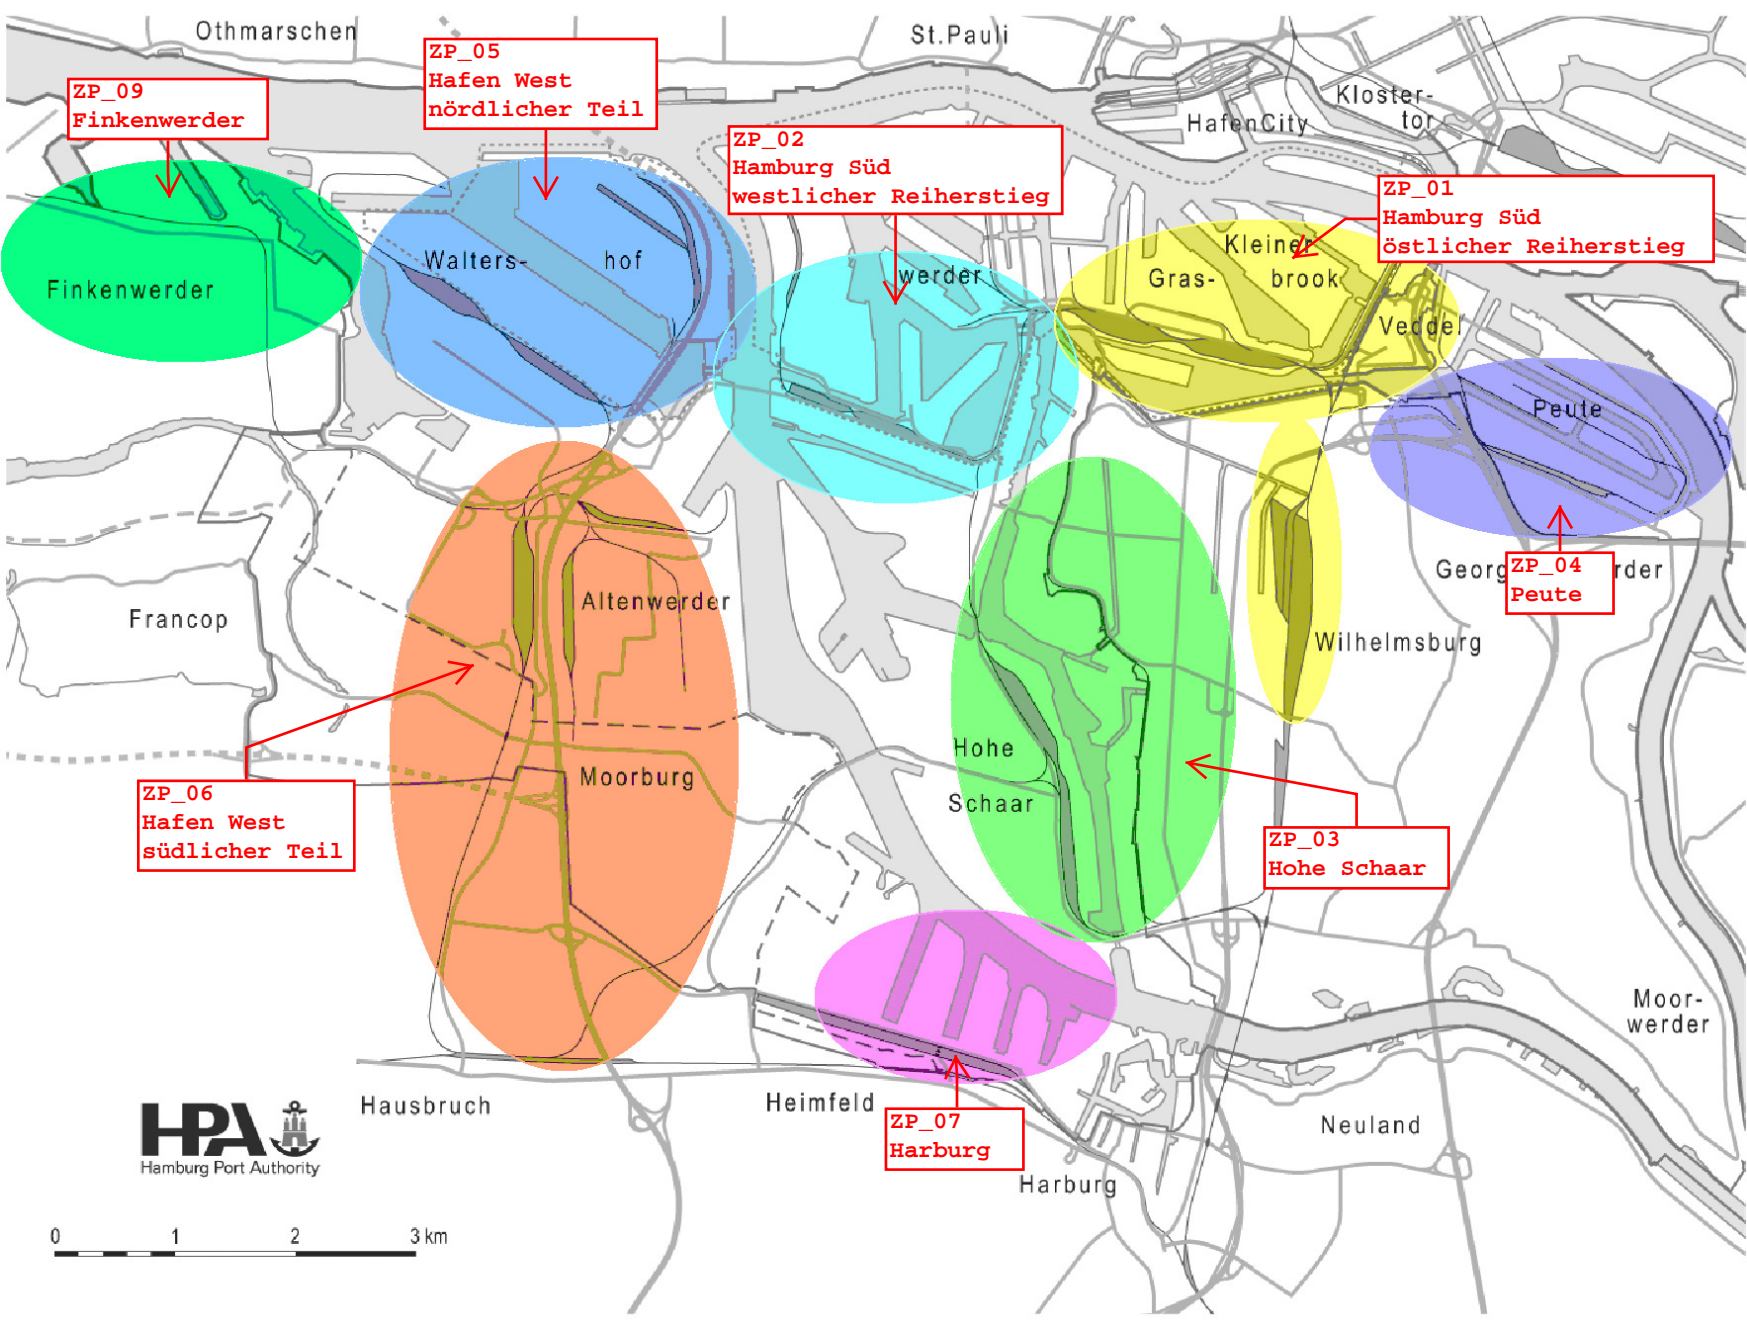 Othmarschen
St.Pauli
ZP_05
Hafen West
nördlicher Teil
ZP_09
Finkenwerder
Kloster-
tor
HafenCity
ZP_02
Hamburg Süd
westlicher Reiherstieg
ZP_01
Hamburg Süd
östlicher Reiherstieg
Walters-
hof
Kleiner
Gras-
brook
werder
Finkenwerder
Veddel
Peute
Georg
rder
ZP_04
Peute
Francop
Altenwerder
Wilhelmsburg
Hohe
Schaar
Moorburg
ZP_06
Hafen West
südlicher Teil
ZP_03
Hohe Schaar
Moor-
werder
Hausbruch
Heimfeld
ZP_07
Harburg
Neuland
Harburg
HPA
Hamburg Port Authority
0 1 2 3 km